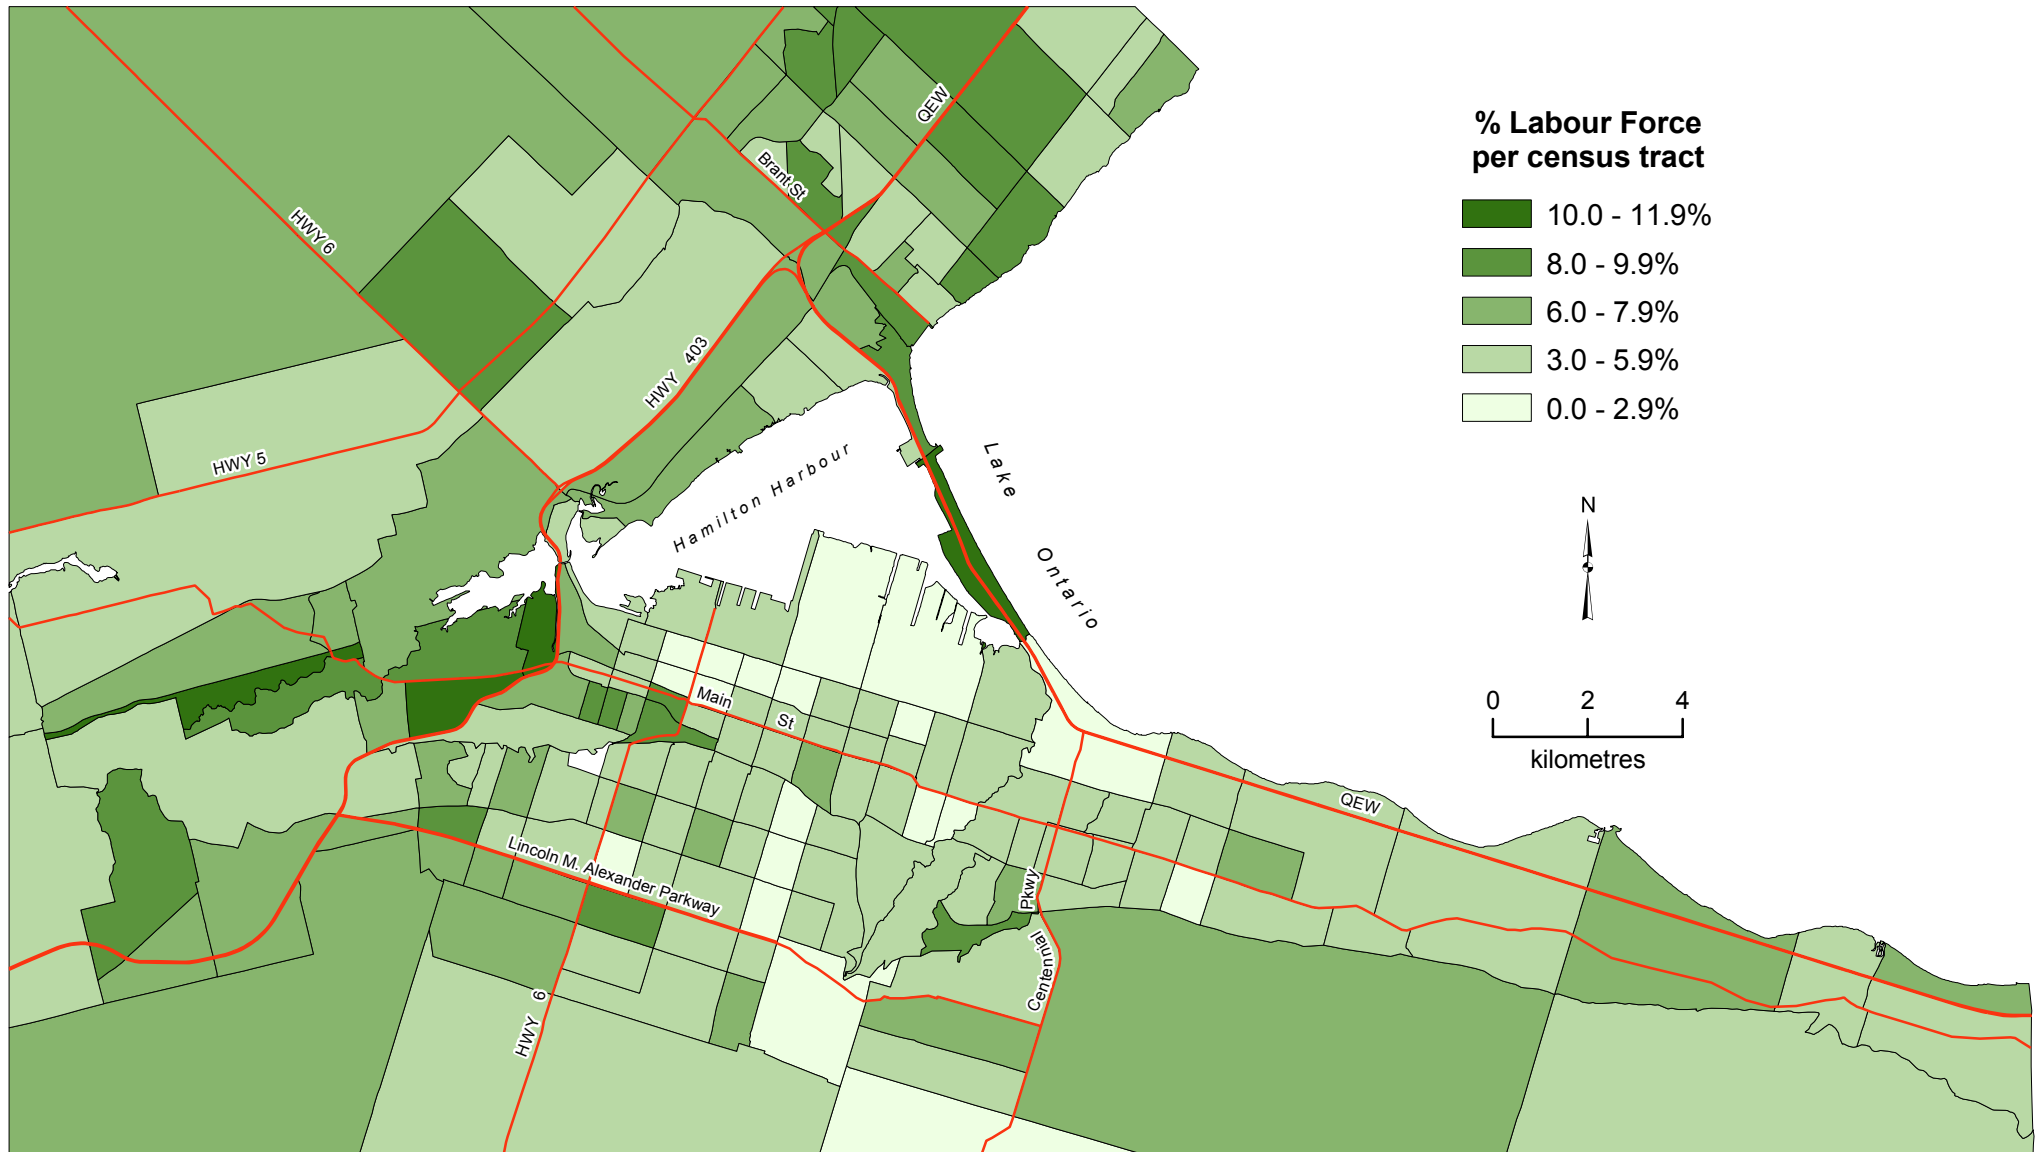 % Labour Force
per census tract
10.0 - 11.9%
8.0 - 9.9%
6.0 - 7.9%
3.0 - 5.9%
0.0 - 2.9%
N
0 2 4
kilometres
QEW
Brant St
HWY 6
HWY 403
HWY 5
Hamilton Harbour
Lake
Ontario
Main St
QEW
Lincoln M. Alexander Parkway
Centennial Pkwy
HWY 6